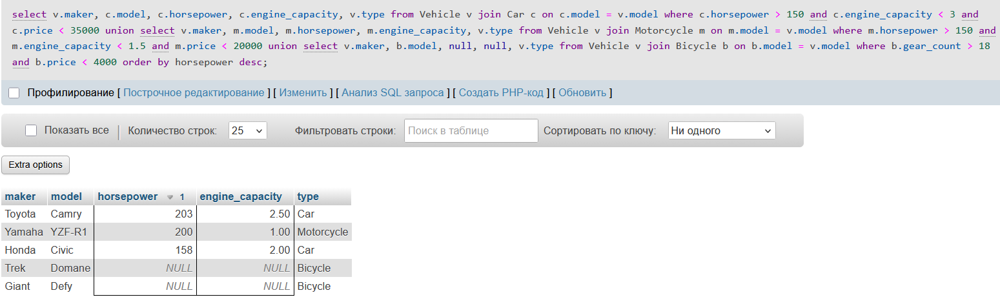 select v.maker, c.model, c.horsepower, c.engine_capacity, v.type from Vehicle v join Car c on c.model = v.model where c.horsepower > 150 and c.engine_capacity < 3 and
c.price < 35000 union select v.maker, m.model, m.horsepower, m.engine_capacity, v.type from Vehicle v join Motorcycle m on m.model = v.model where m.horsepower > 150 and
m.engine_capacity < 1.5 and m.price < 20000 union select v.maker, b.model, null, null, v.type from Vehicle v join Bicycle b on b.model = v.model where b.gear_count > 18
and b.price < 4000 order by horsepower desc;
Профилирование [ Построчное редактирование ] [ Изменить ] [ Анализ SQL запроса ] [ Создать PHP-код ] [ Обновить ]
Показать все Количество строк: 25 Фильтровать строки: Поиск в таблице Сортировать по ключу: Ни одного
Extra options
maker model horsepower 1 engine_capacity type
Toyota Camry 203 2.50 Car
Yamaha YZF-R1 200 1.00 Motorcycle
Honda Civic 158 2.00 Car
Trek Domane NULL NULL Bicycle
Giant Defy NULL NULL Bicycle